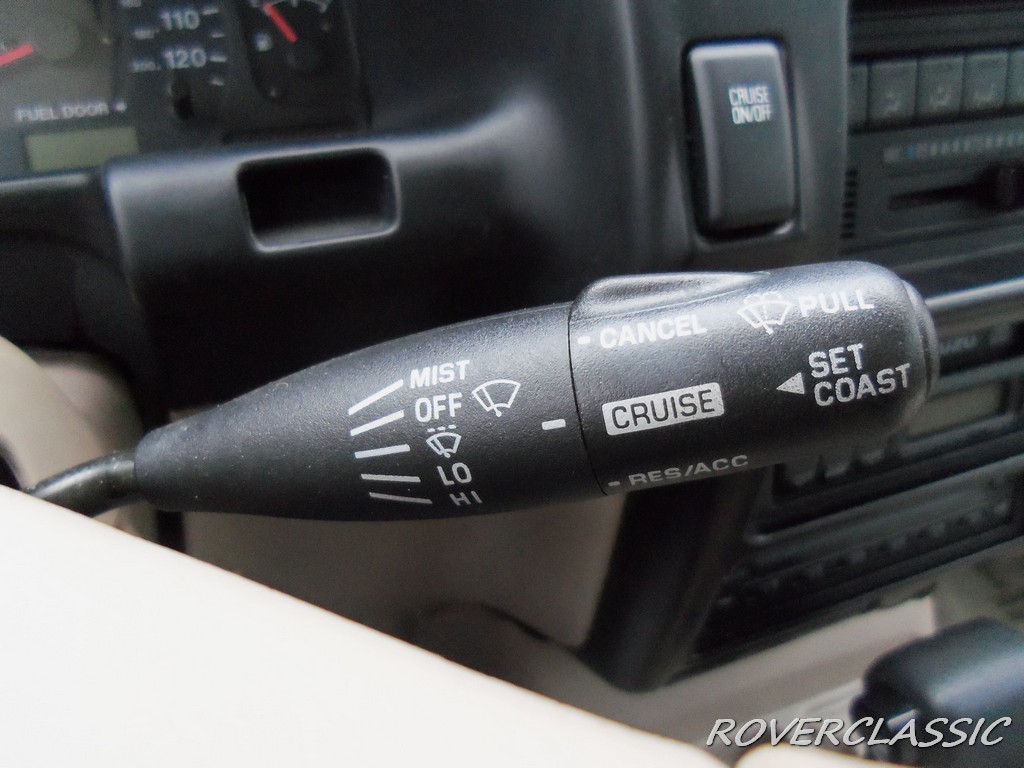 110
120
FUEL DOOR
CRUISE
ON/OFF
CANCEL
PULL
MIST
OFF
LO
HI
CRUISE
SET
COAST
RES/ACC
ROVERCLASSIC